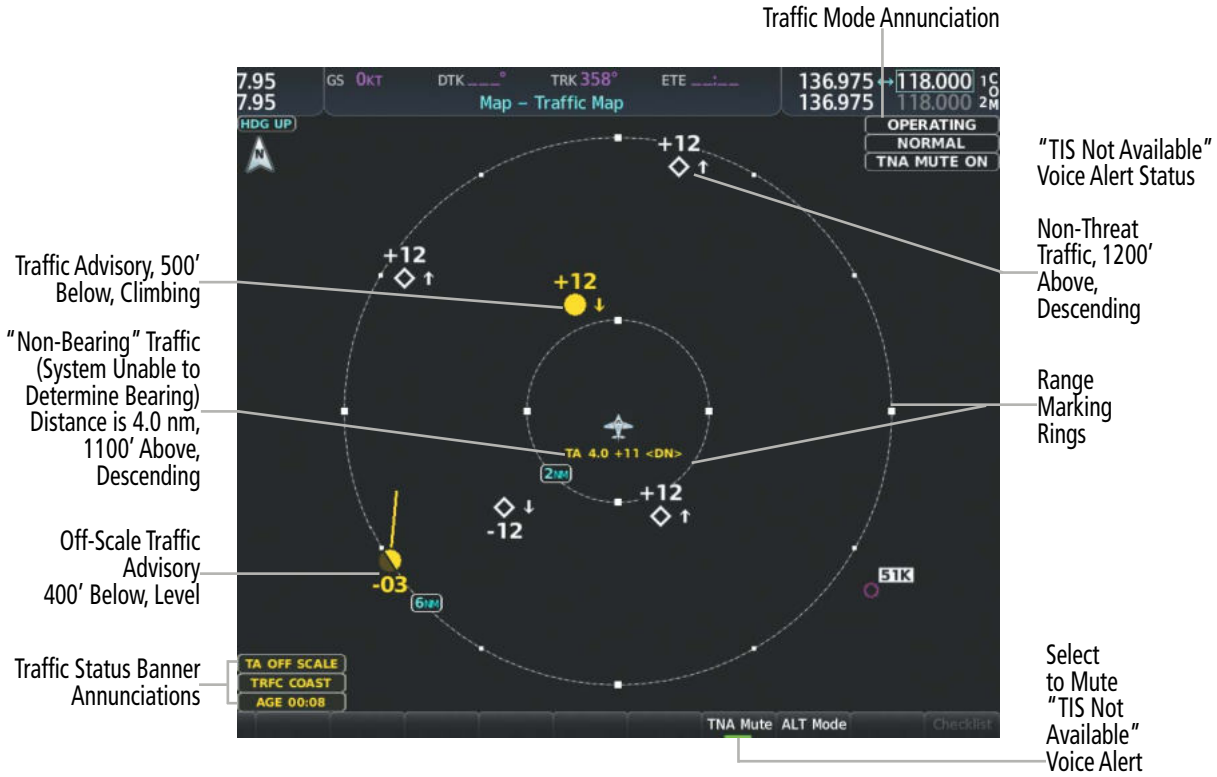 Traffic Mode Annunciation
7.95
7.95
GS 0KT
DTK ___°
TRK 358°
ETE __:__
Map – Traffic Map
136.975 ↔ 118.000 1
136.975 118.000 2
COM
HDG UP
N
OPERATING
NORMAL
TNA MUTE ON
"TIS Not Available"
Voice Alert Status
+12
↑
Non-Threat
Traffic, 1200'
Above,
Descending
+12
↑
Traffic Advisory, 500'
Below, Climbing
+12
↓
"Non-Bearing" Traffic
(System Unable to
Determine Bearing)
Distance is 4.0 nm,
1100' Above,
Descending
Range
Marking
Rings
TA 4.0 +11 <DN>
2NM
+12
↑
↓
-12
Off-Scale Traffic
Advisory
400' Below, Level
-03
6NM
51K
Traffic Status Banner
Annunciations
TA OFF SCALE
TRFC COAST
AGE 00:08
TNA Mute
ALT Mode
Checklist
Select
to Mute
"TIS Not
Available"
Voice Alert